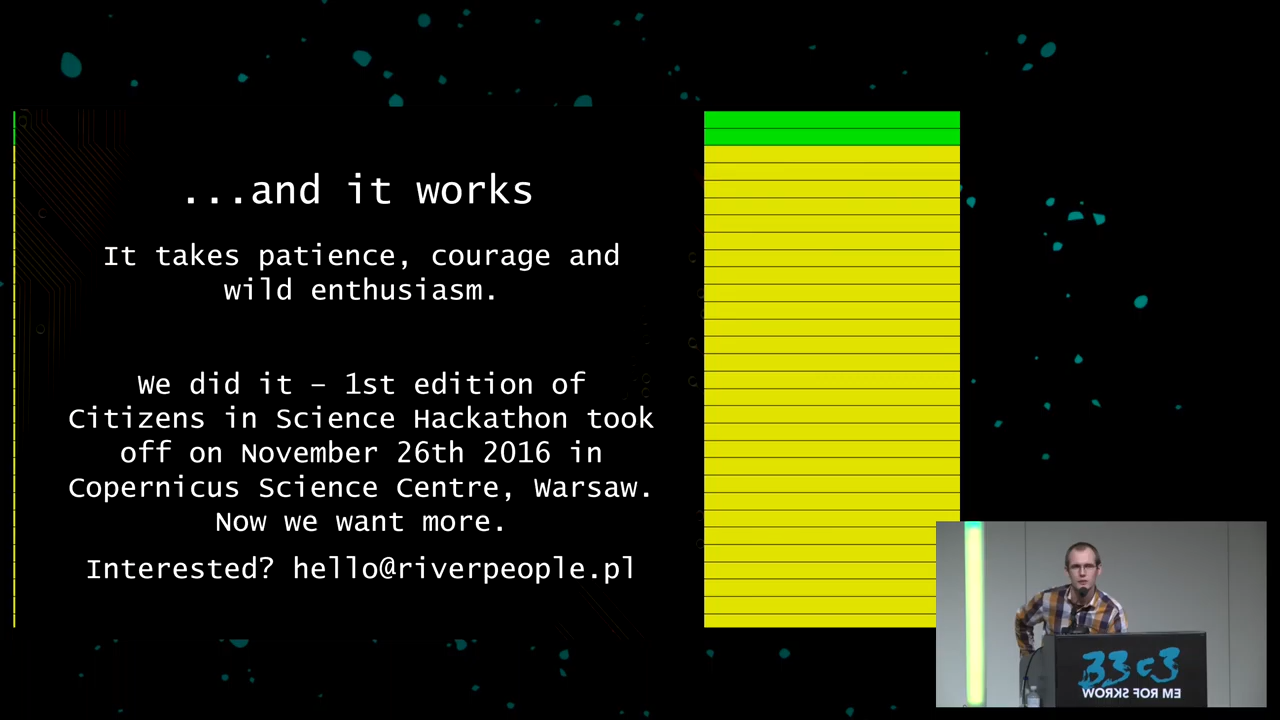 ...and it works
It takes patience, courage and
wild enthusiasm.
We did it – 1st edition of
Citizens in Science Hackathon took
off on November 26th 2016 in
Copernicus Science Centre, Warsaw.
Now we want more.
Interested? hello@riverpeople.pl
33c3
WORKS FOR ME